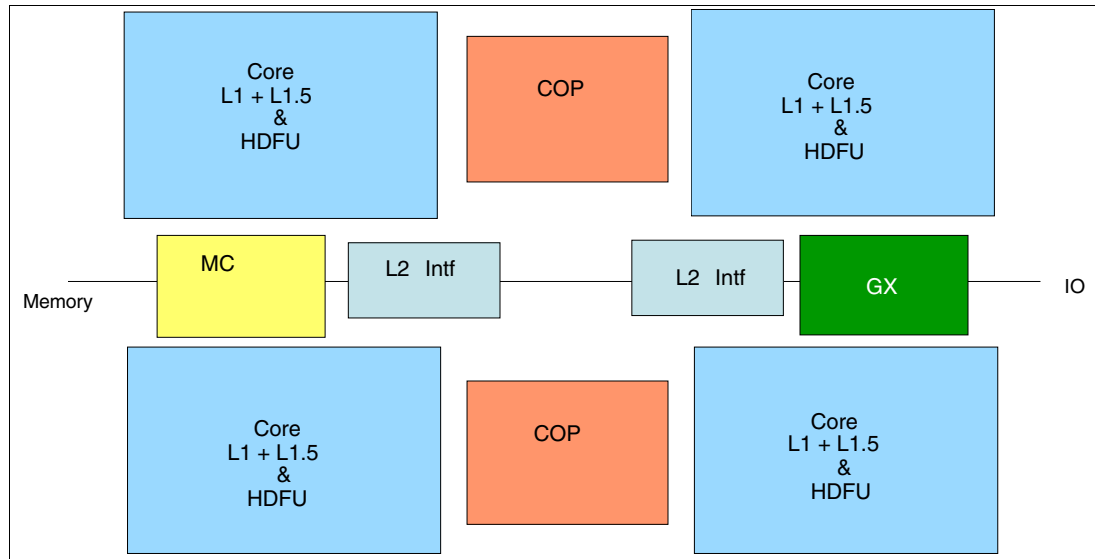 Core
L1 + L1.5
&
HDFU
COP
Core
L1 + L1.5
&
HDFU
Memory
MC
L2 Intf
L2 Intf
GX
IO
Core
L1 + L1.5
&
HDFU
COP
Core
L1 + L1.5
&
HDFU